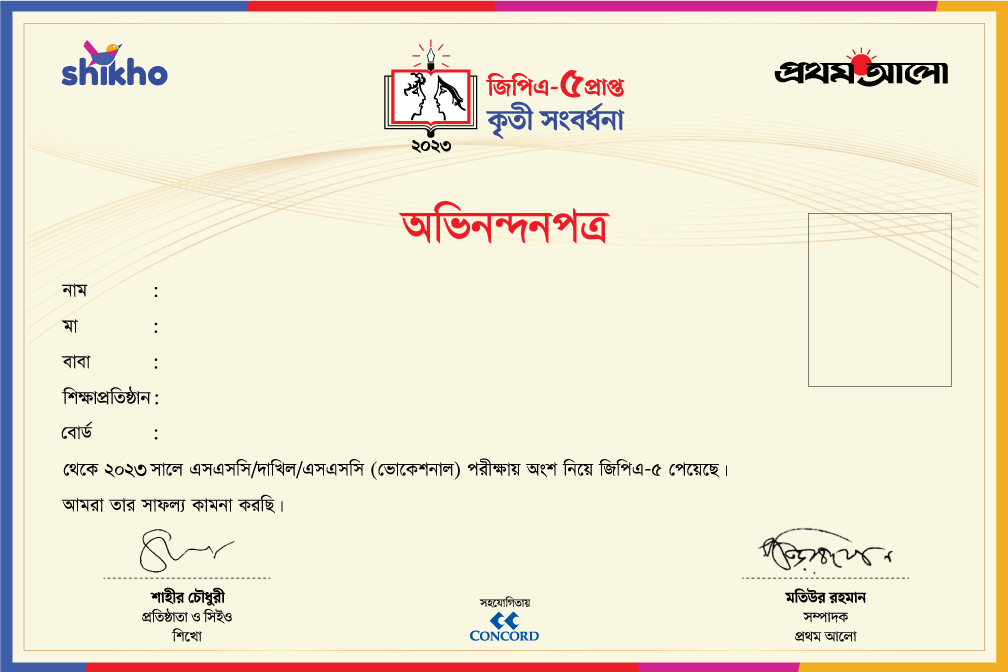 shikho
জিপিএ-৫প্রাপ্ত
কৃতী সংবর্ধনা
২০২৩
প্রথম আলো
অভিনন্দনপত্র
নাম :
মা :
বাবা :
শিক্ষাপ্রতিষ্ঠান :
বোর্ড :
থেকে ২০২৩ সালে এসএসসি/দাখিল/এসএসসি (ভোকেশনাল) পরীক্ষায় অংশ নিয়ে জিপিএ-৫ পেয়েছে।
আমরা তার সাফল্য কামনা করছি।
শাহীর চৌধুরী
প্রতিষ্ঠাতা ও সিইও
শিখো
সহযোগিতায়
CONCORD
মতিউর রহমান
সম্পাদক
প্রথম আলো